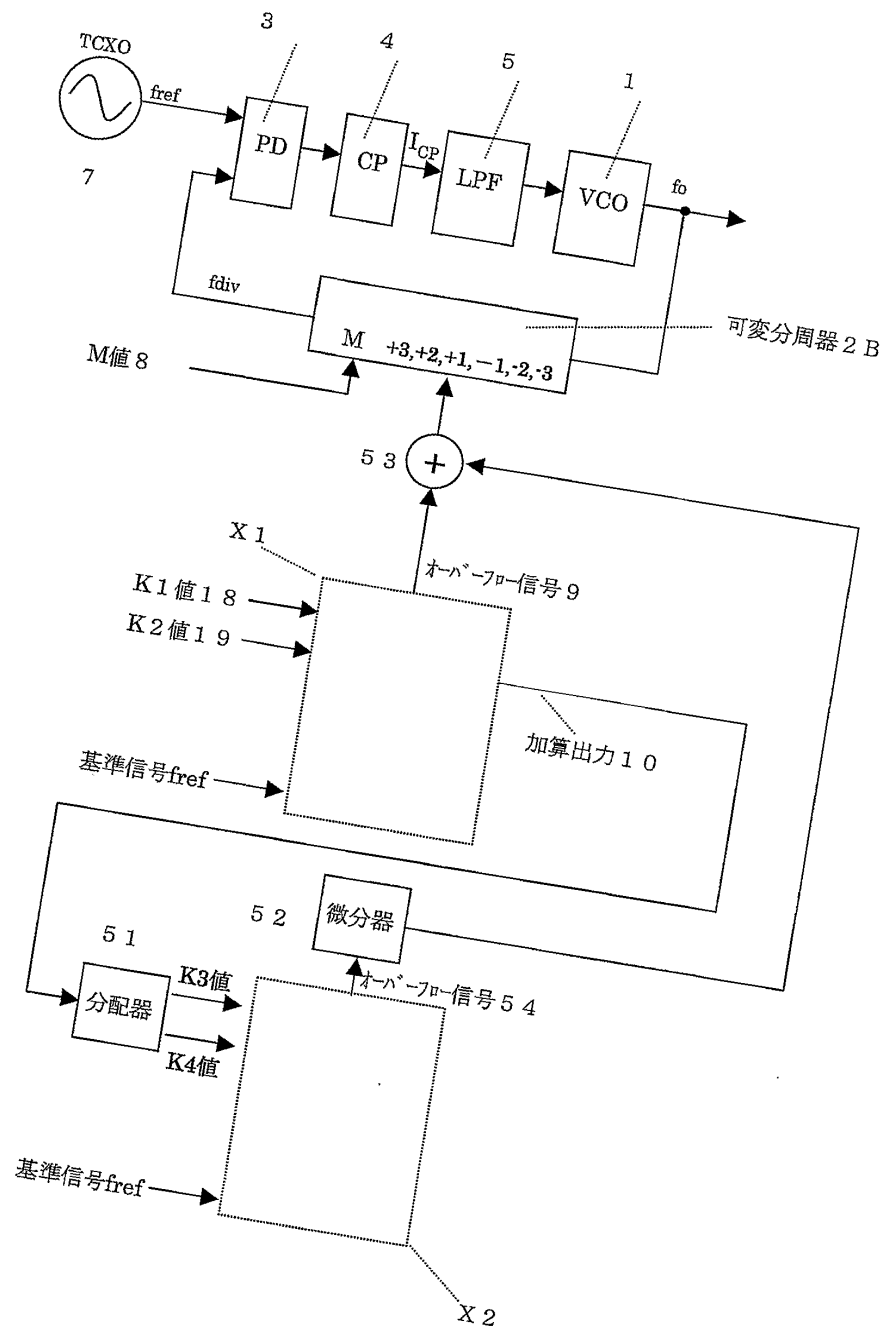 3
TCXO
4
5
1
fref
PD
CP
I_CP
LPF
VCO
fo
7
fdiv
可変分周器２B
M +3,+2,+1,－1,-2,-3
M値８
５３
＋
X１
ｵｰﾊﾞｰﾌﾛｰ信号９
K１値１８
K２値１９
加算出力１０
基準信号fref
５２
微分器
５１
ｵｰﾊﾞｰﾌﾛｰ信号５４
K3値
分配器
K4値
基準信号fref
X２